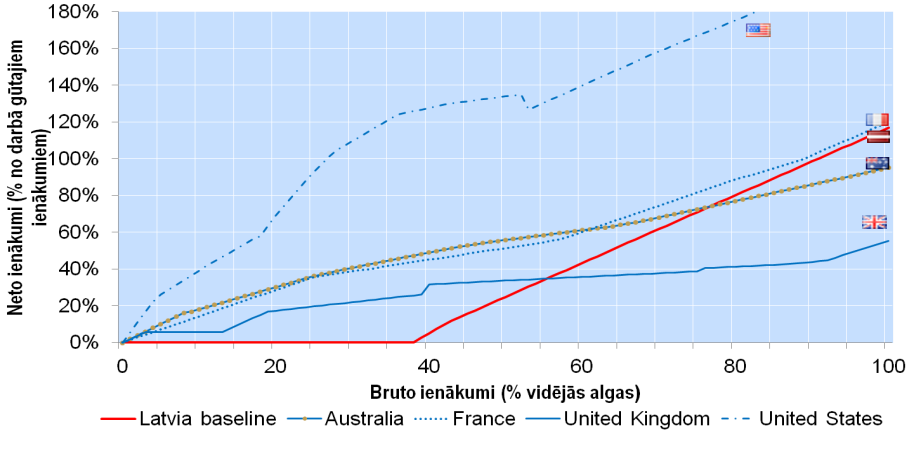 180%
160%
140%
120%
100%
80%
60%
40%
20%
0%
Neto ienākumi (% no darbā gūtajiem
ienākumiem)
0
20
40
60
80
100
Bruto ienākumi (% vidējās algas)
Latvia baseline
Australia
France
United Kingdom
United States